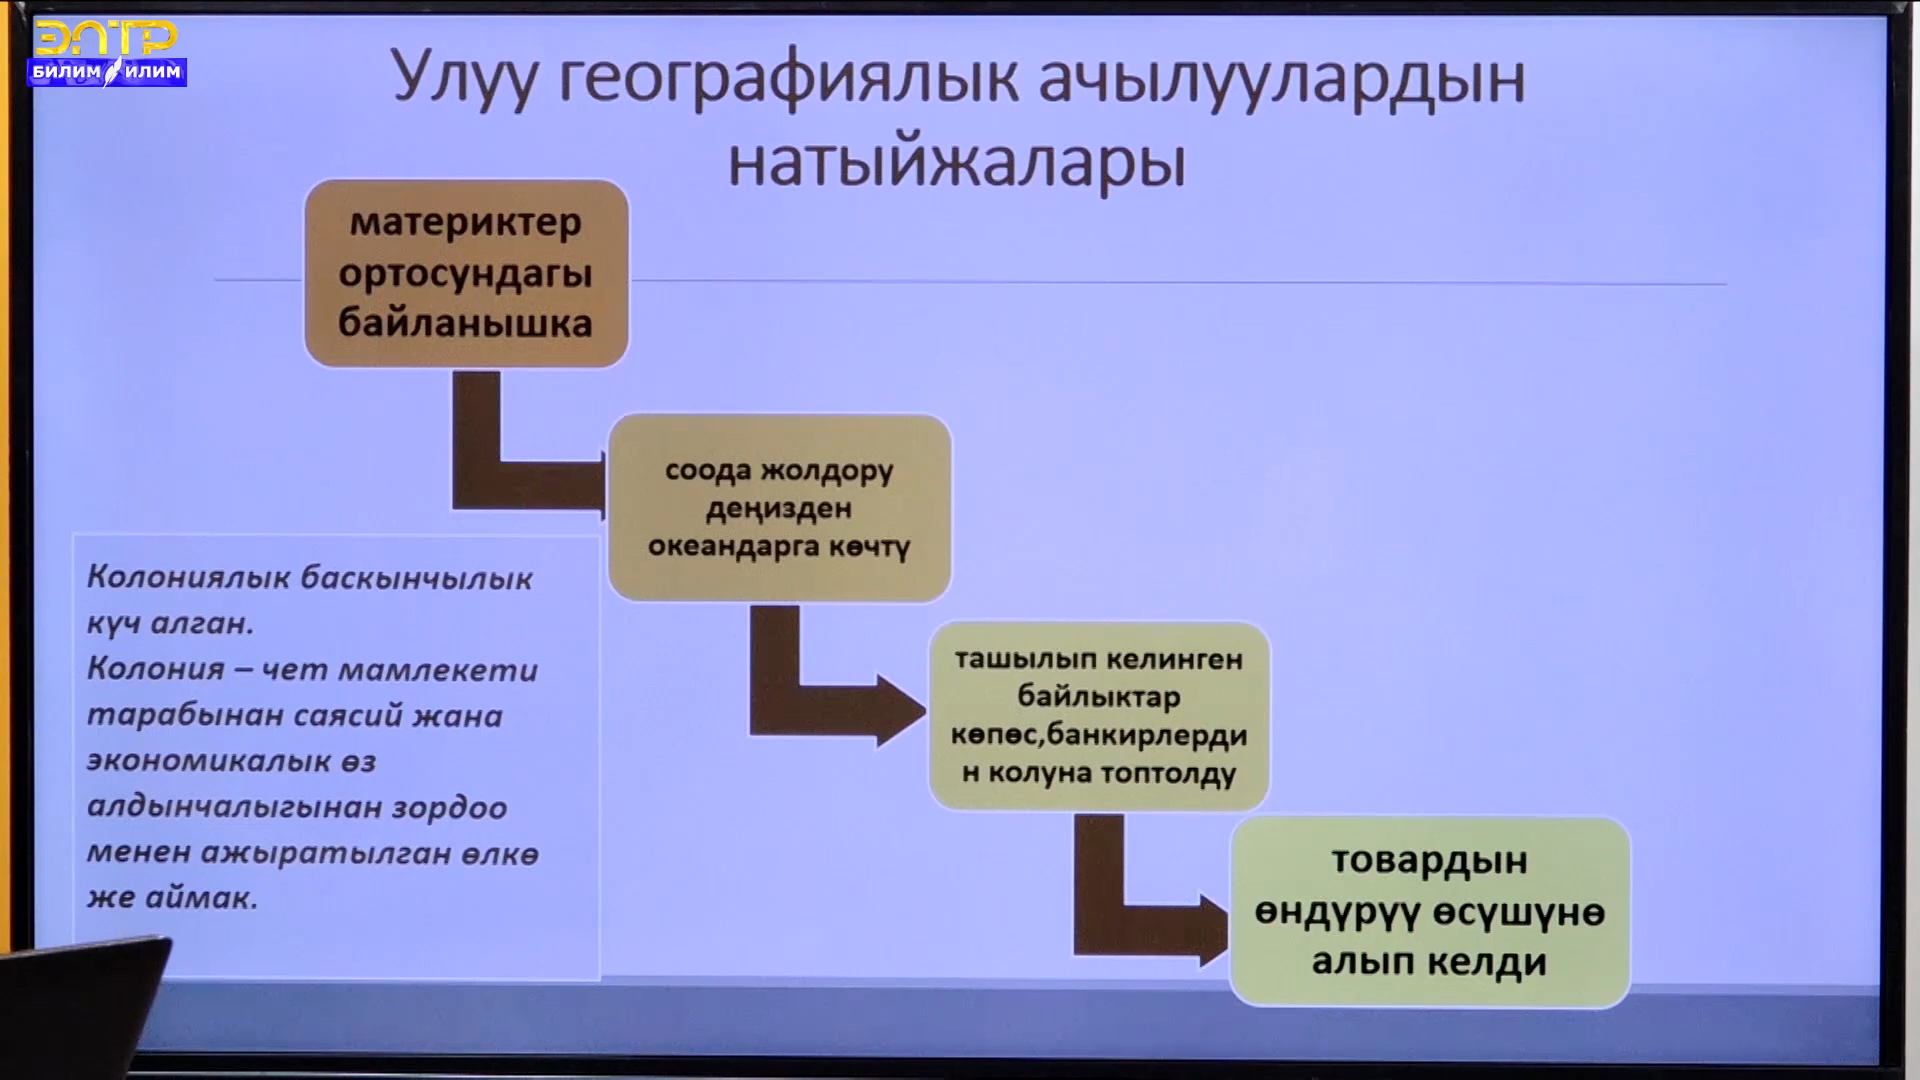 ЭЛТР
БИЛИМ ИЛИМ
Улуу географиялык ачылуулардын
натыйжалары
материктер
ортосундагы
байланышка
соода жолдору
деңизден
океандарга көчтү
ташылып келинген
байлыктар
көпөс,банкирлерди
н колуна топтолду
товардын
өндүрүү өсүшүнө
алып келди
Колониялык баскынчылык
күч алган.
Колония – чет мамлекети
тарабынан саясий жана
экономикалык өз
алдынчалыгынан зордоо
менен ажыратылган өлкө
же аймак.